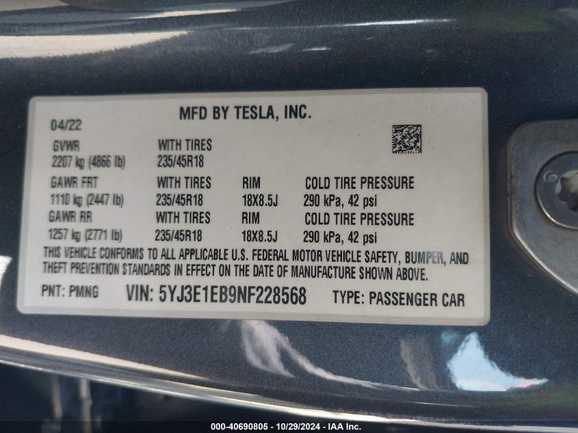 MFD BY TESLA, INC.
04/22
GVWR WITH TIRES
2207 kg (4866 lb) 235/45R18
GAWR FRT WITH TIRES RIM COLD TIRE PRESSURE
1110 kg (2447 lb) 235/45R18 18X8.5J 290 kPa, 42 psi
GAWR RR WITH TIRES RIM COLD TIRE PRESSURE
1257 kg (2771 lb) 235/45R18 18X8.5J 290 kPa, 42 psi
THIS VEHICLE CONFORMS TO ALL APPLICABLE U.S. FEDERAL MOTOR VEHICLE SAFETY, BUMPER, AND
THEFT PREVENTION STANDARDS IN EFFECT ON THE DATE OF MANUFACTURE SHOWN ABOVE.
PNT: PMNG VIN: 5YJ3E1EB9NF228568 TYPE: PASSENGER CAR
000-40690805 - 10/29/2024 - IAA Inc.